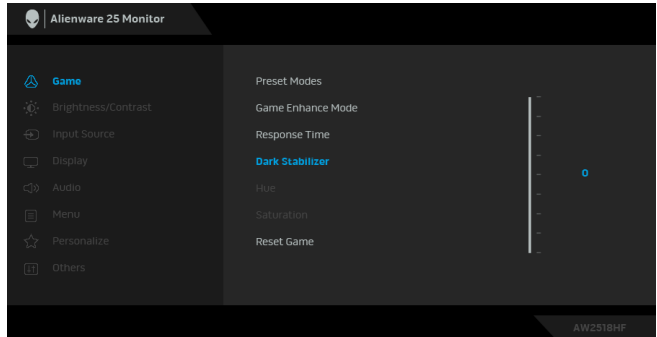 Alienware 25 Monitor
Game
Brightness/Contrast
Input Source
Display
Audio
Menu
Personalize
Others
Preset Modes
Game Enhance Mode
Response Time
Dark Stabilizer
Hue
Saturation
Reset Game
0
AW2518HF